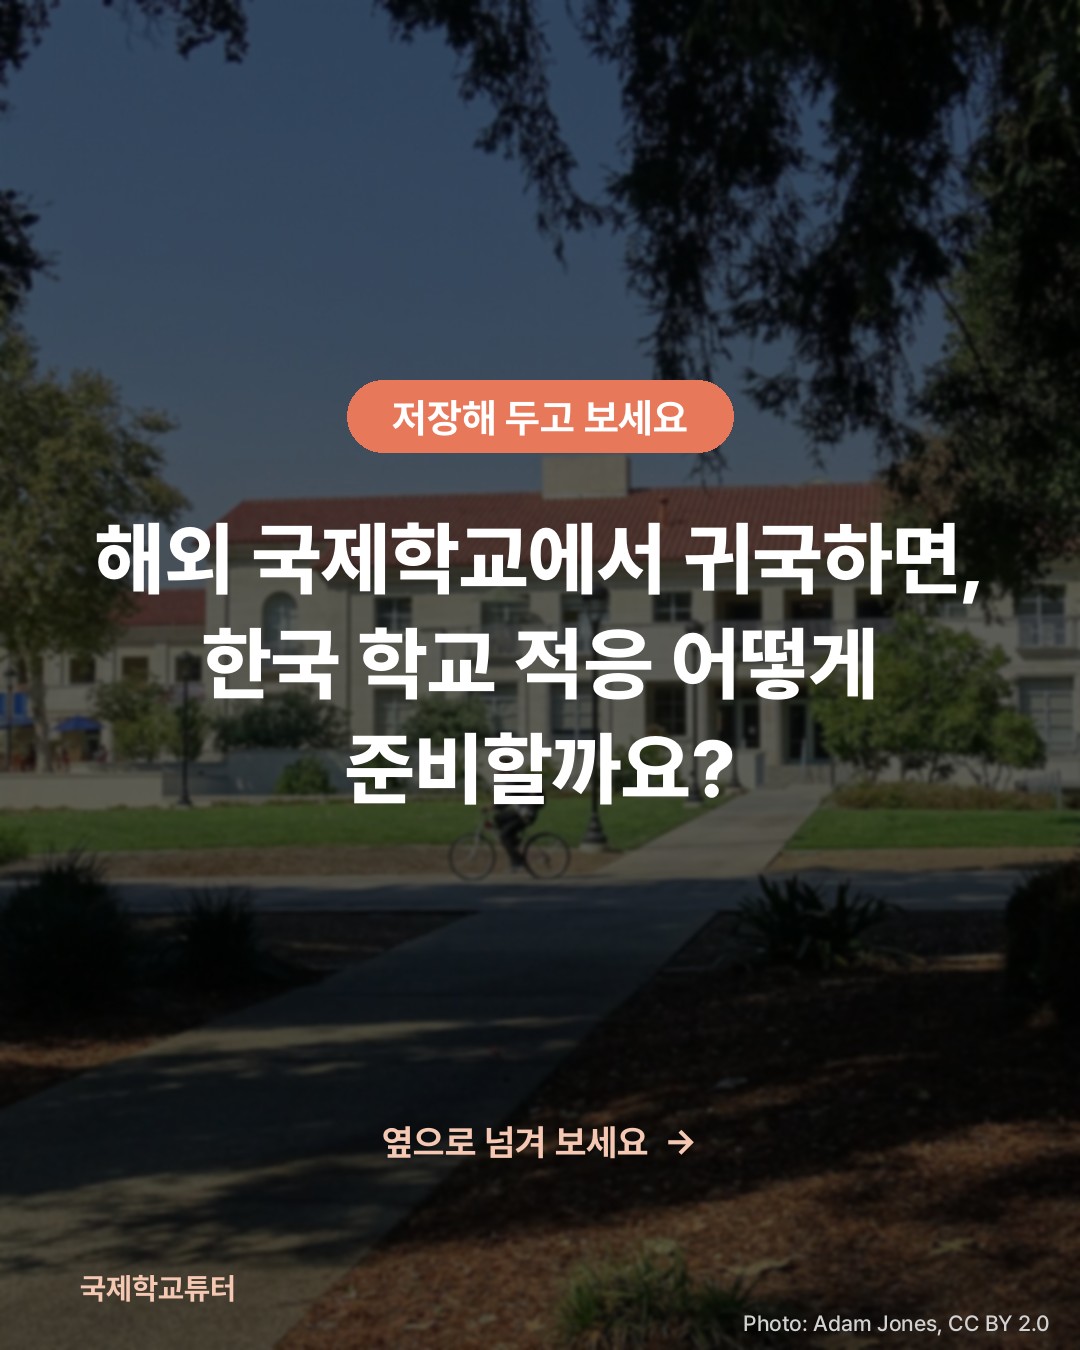 저장해 두고 보세요
해외 국제학교에서 귀국하면,
한국 학교 적응 어떻게
준비할까요?
옆으로 넘겨 보세요 →
국제학교튜터
Photo: Adam Jones, CC BY 2.0